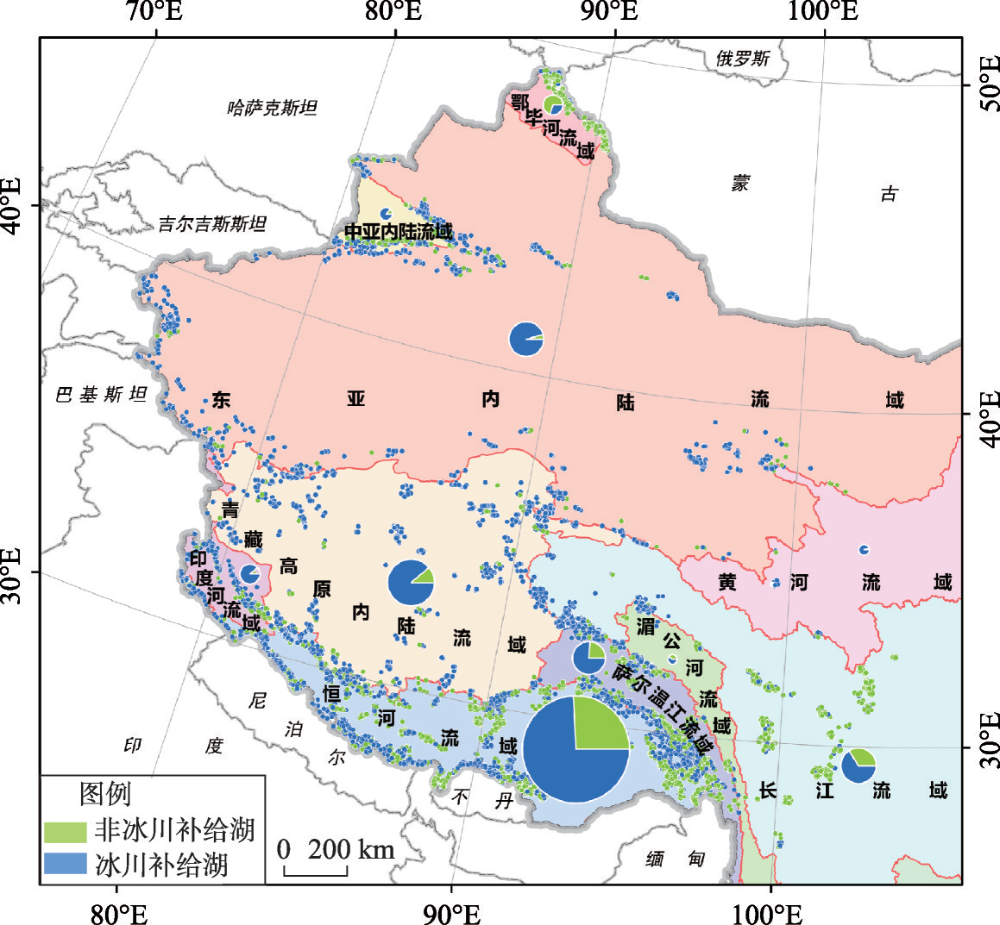 70°E 80°E 90°E 100°E
俄罗斯
50°E
哈萨克斯坦
鄂毕河流域
蒙古
40°E
吉尔吉斯斯坦
中亚内陆流域
巴基斯坦
东亚内陆流域
40°E
青藏高原内陆流域
印度河流域
30°E
黄河流域
湄公河流域
萨尔温江流域
恒河流域
尼泊尔
印度
30°E
长江流域
不丹
缅甸
图例
非冰川补给湖
冰川补给湖
0 200 km
80°E 90°E 100°E